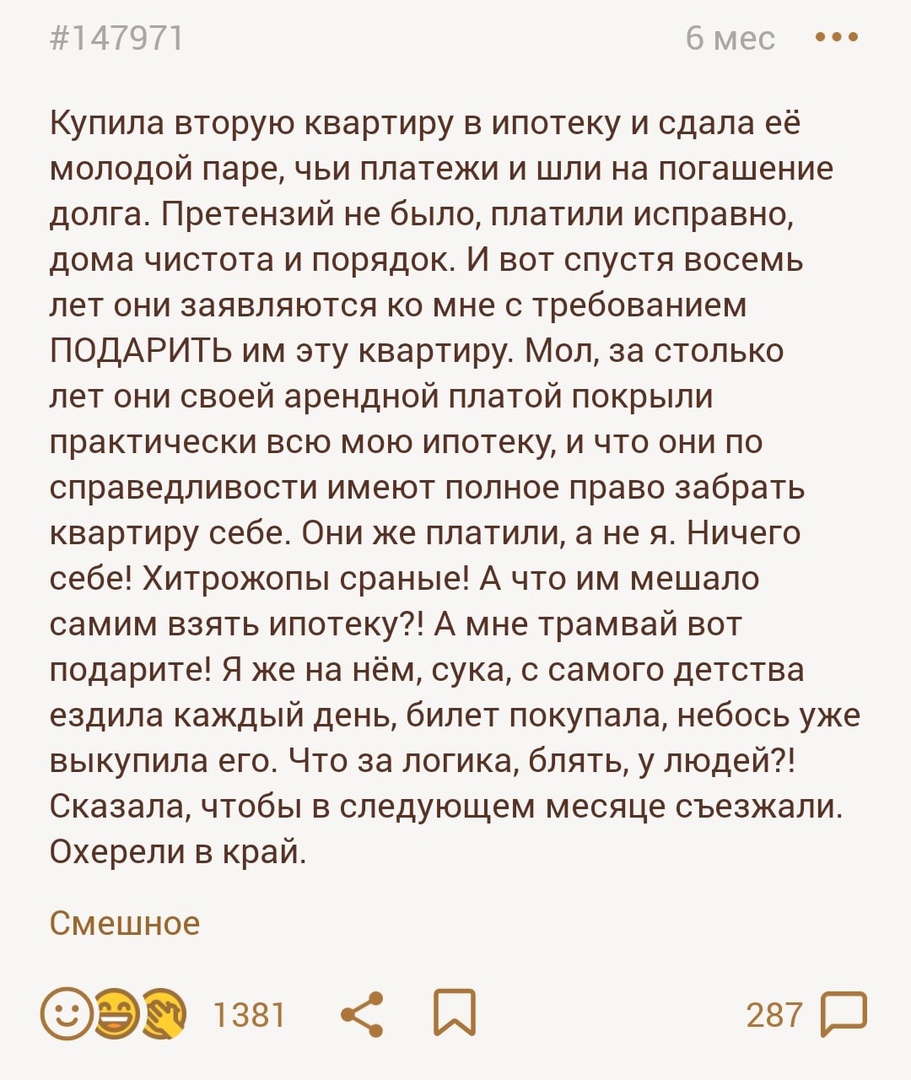 #147971 6 мес
Купила вторую квартиру в ипотеку и сдала её
молодой паре, чьи платежи и шли на погашение
долга. Претензий не было, платили исправно,
дома чистота и порядок. И вот спустя восемь
лет они заявляются ко мне с требованием
ПОДАРИТЬ им эту квартиру. Мол, за столько
лет они своей арендной платой покрыли
практически всю мою ипотеку, и что они по
справедливости имеют полное право забрать
квартиру себе. Они же платили, а не я. Ничего
себе! Хитрожопы сраные! А что им мешало
самим взять ипотеку?! А мне трамвай вот
подарите! Я же на нём, сука, с самого детства
ездила каждый день, билет покупала, небось уже
выкупила его. Что за логика, блять, у людей?!
Сказала, чтобы в следующем месяце съезжали.
Охерели в край.
Смешное
1381 287